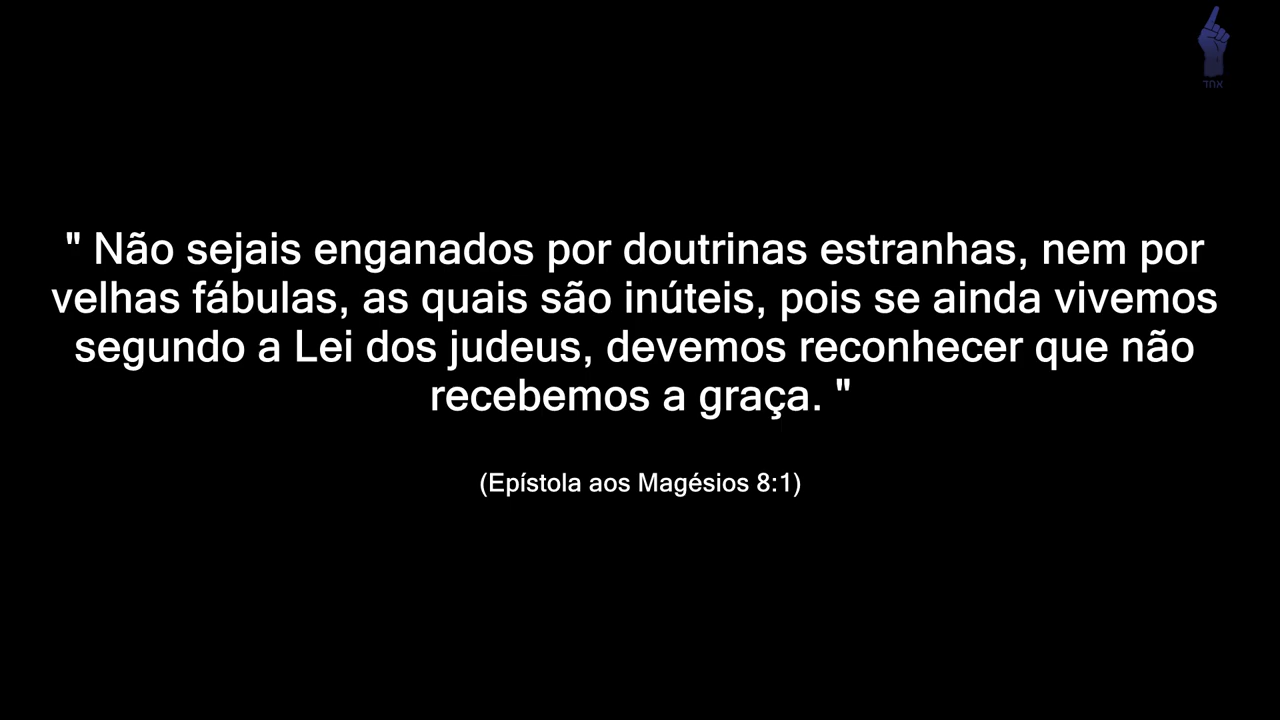 אחד
" Não sejais enganados por doutrinas estranhas, nem por
velhas fábulas, as quais são inúteis, pois se ainda vivemos
segundo a Lei dos judeus, devemos reconhecer que não
recebemos a graça. "
(Epístola aos Magésios 8:1)